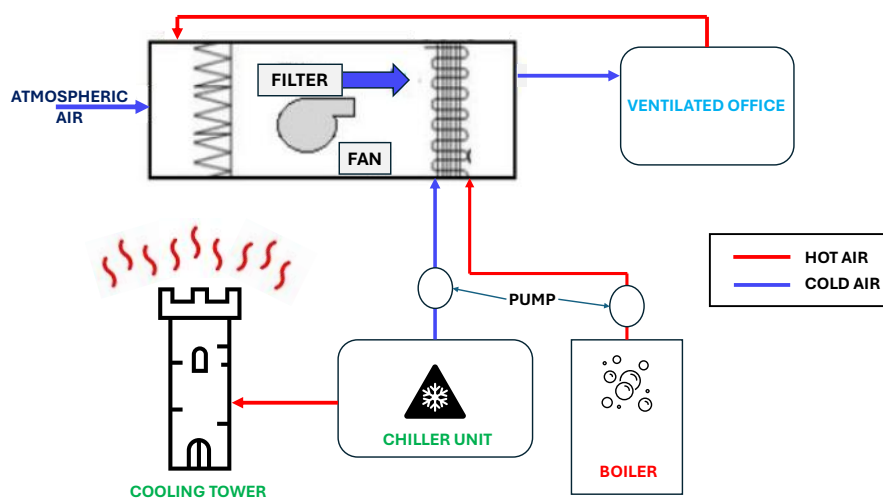 FILTER
ATMOSPHERIC
AIR
VENTILATED OFFICE
FAN
HOT AIR
COLD AIR
PUMP
CHILLER UNIT
BOILER
COOLING TOWER